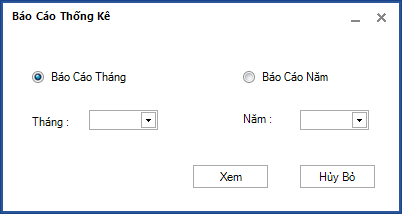 Báo Cáo Thống Kê
Báo Cáo Tháng Báo Cáo Năm
Tháng : Năm :
Xem Hủy Bỏ